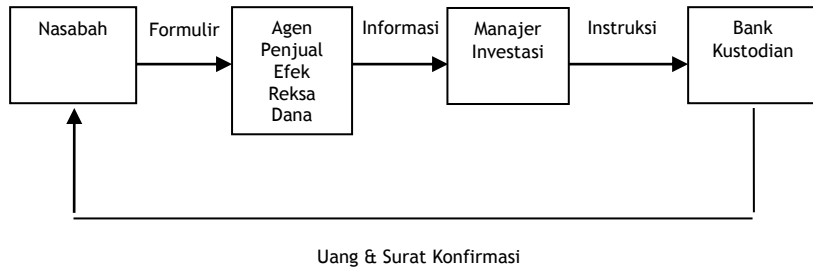 Nasabah
Formulir
Agen
Penjual
Efek
Reksa
Dana
Informasi
Manajer
Investasi
Instruksi
Bank
Kustodian
Uang & Surat Konfirmasi